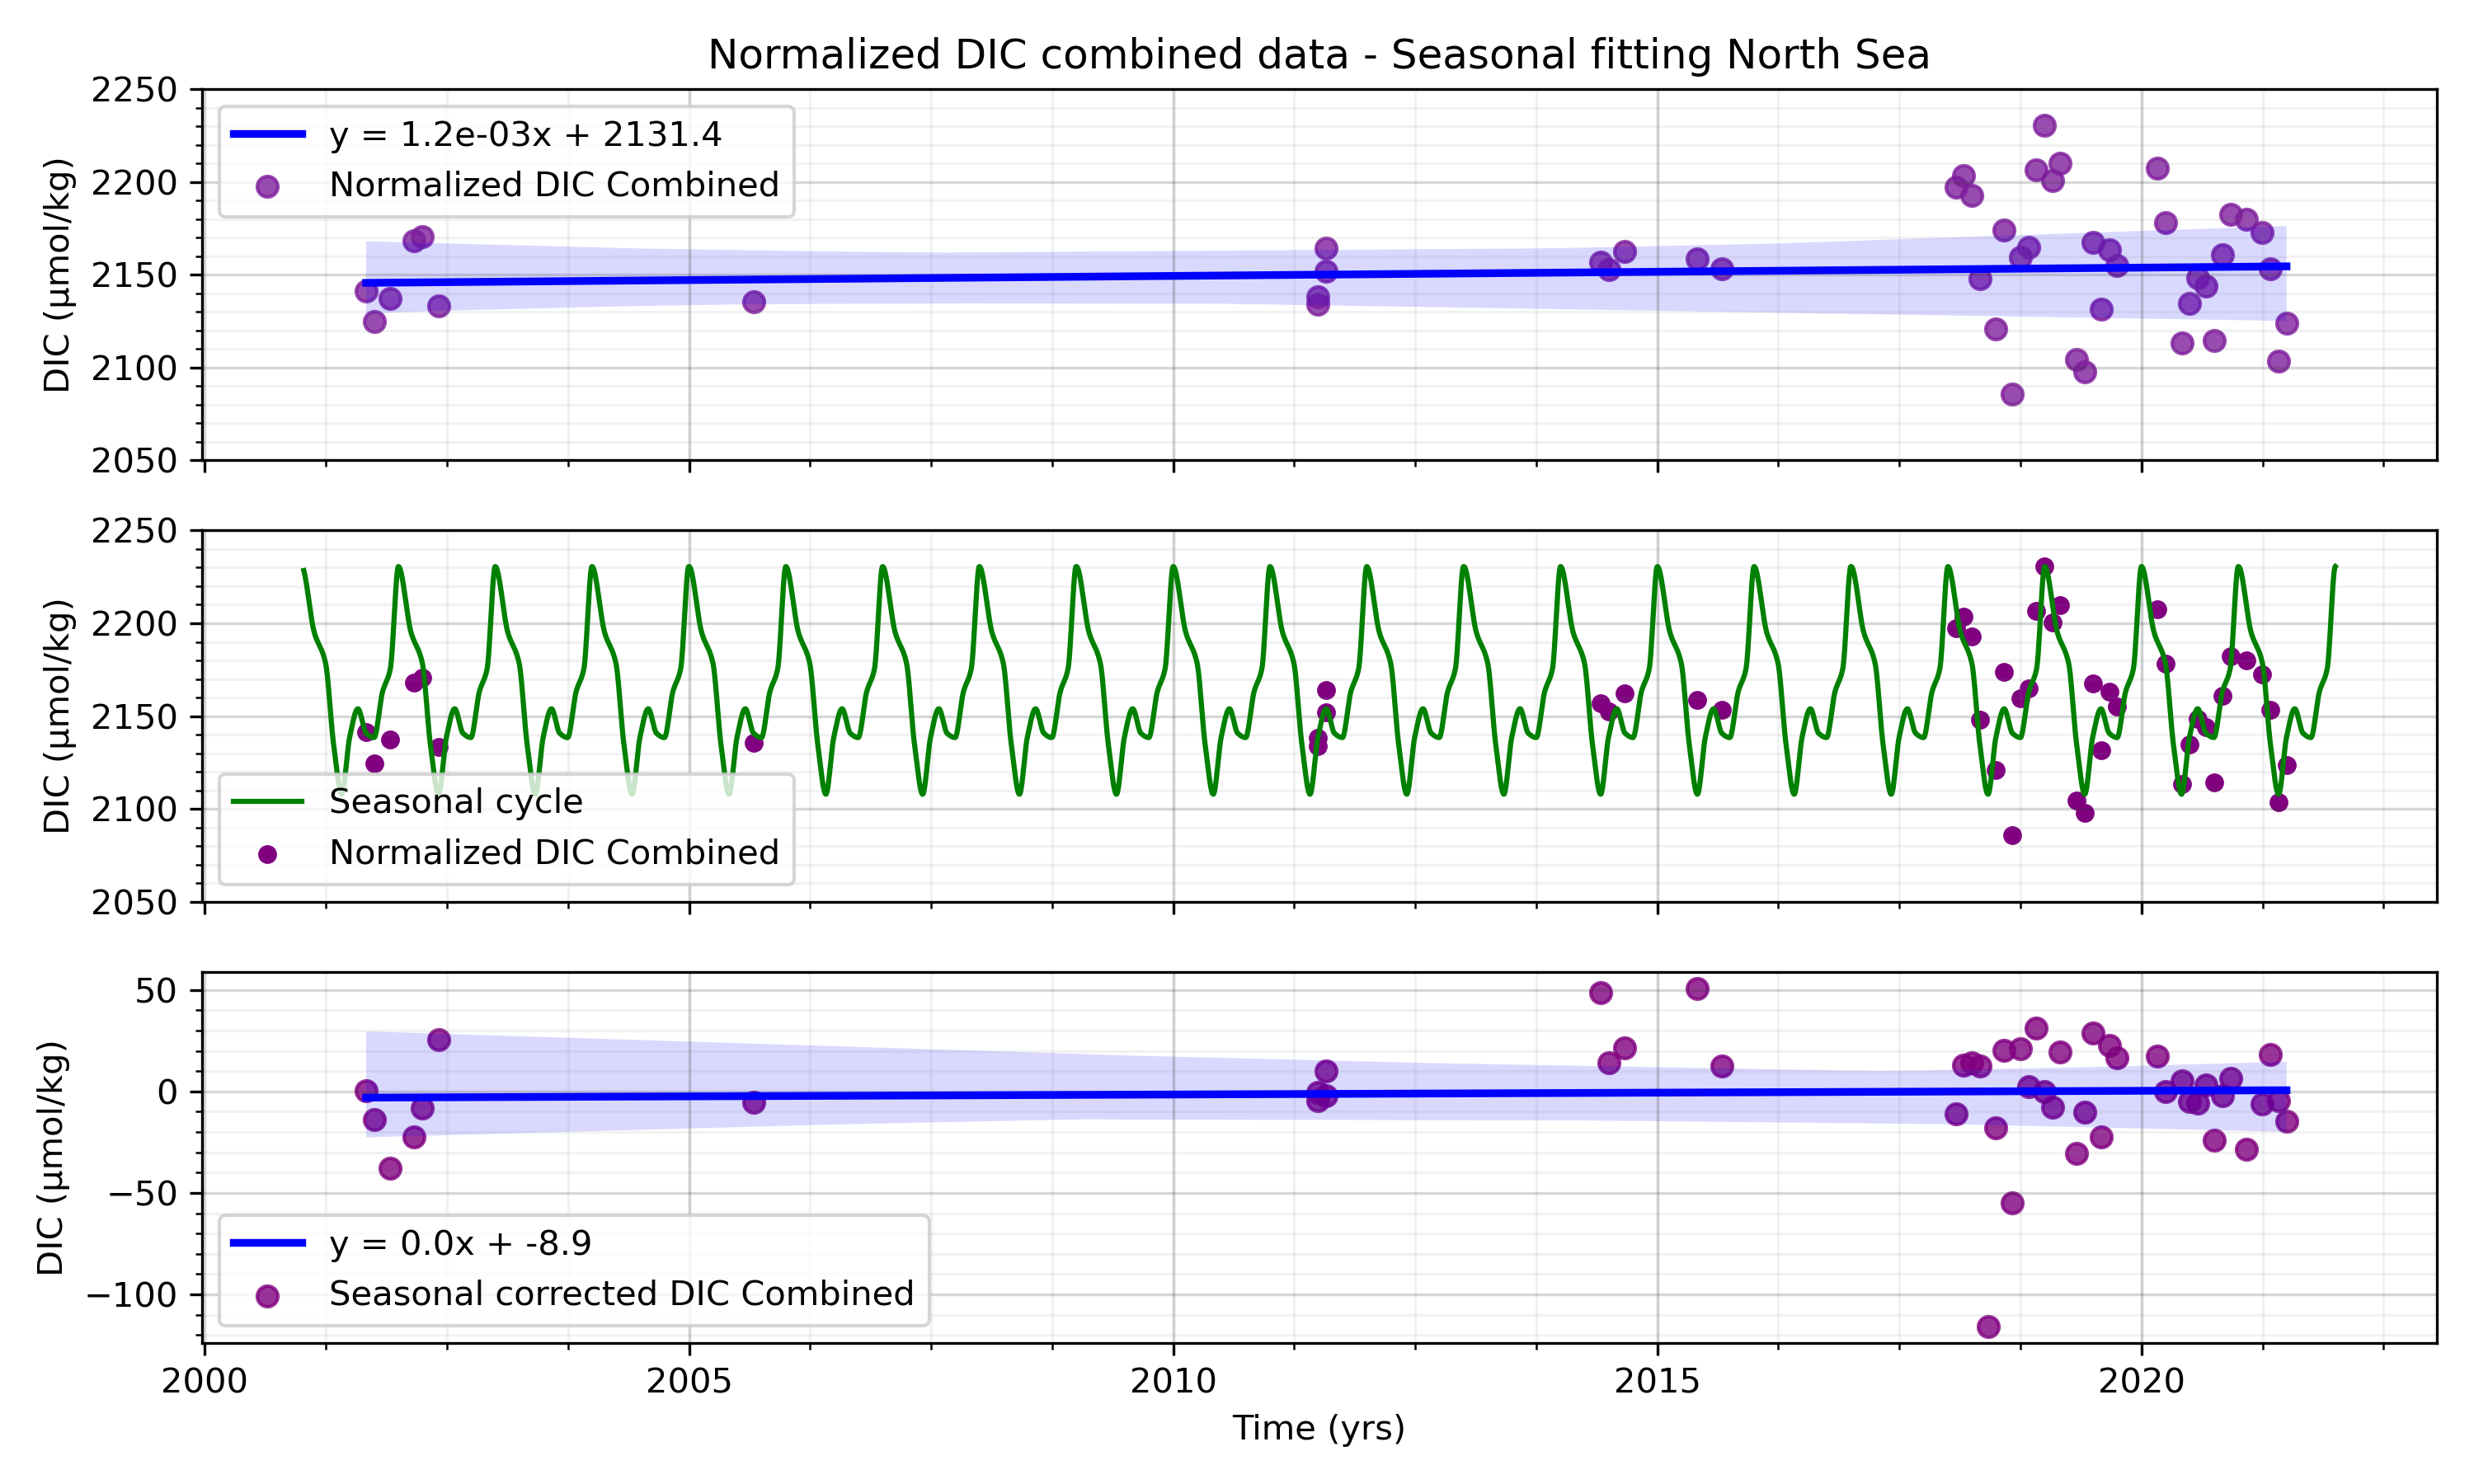 Normalized DIC combined data - Seasonal fitting North Sea
2250
2200
2150
2100
2050
DIC (µmol/kg)
y = 1.2e-03x + 2131.4
Normalized DIC Combined
2250
2200
2150
2100
2050
DIC (µmol/kg)
Seasonal cycle
Normalized DIC Combined
50
0
−50
−100
DIC (µmol/kg)
y = 0.0x + -8.9
Seasonal corrected DIC Combined
2000 2005 2010 2015 2020
Time (yrs)